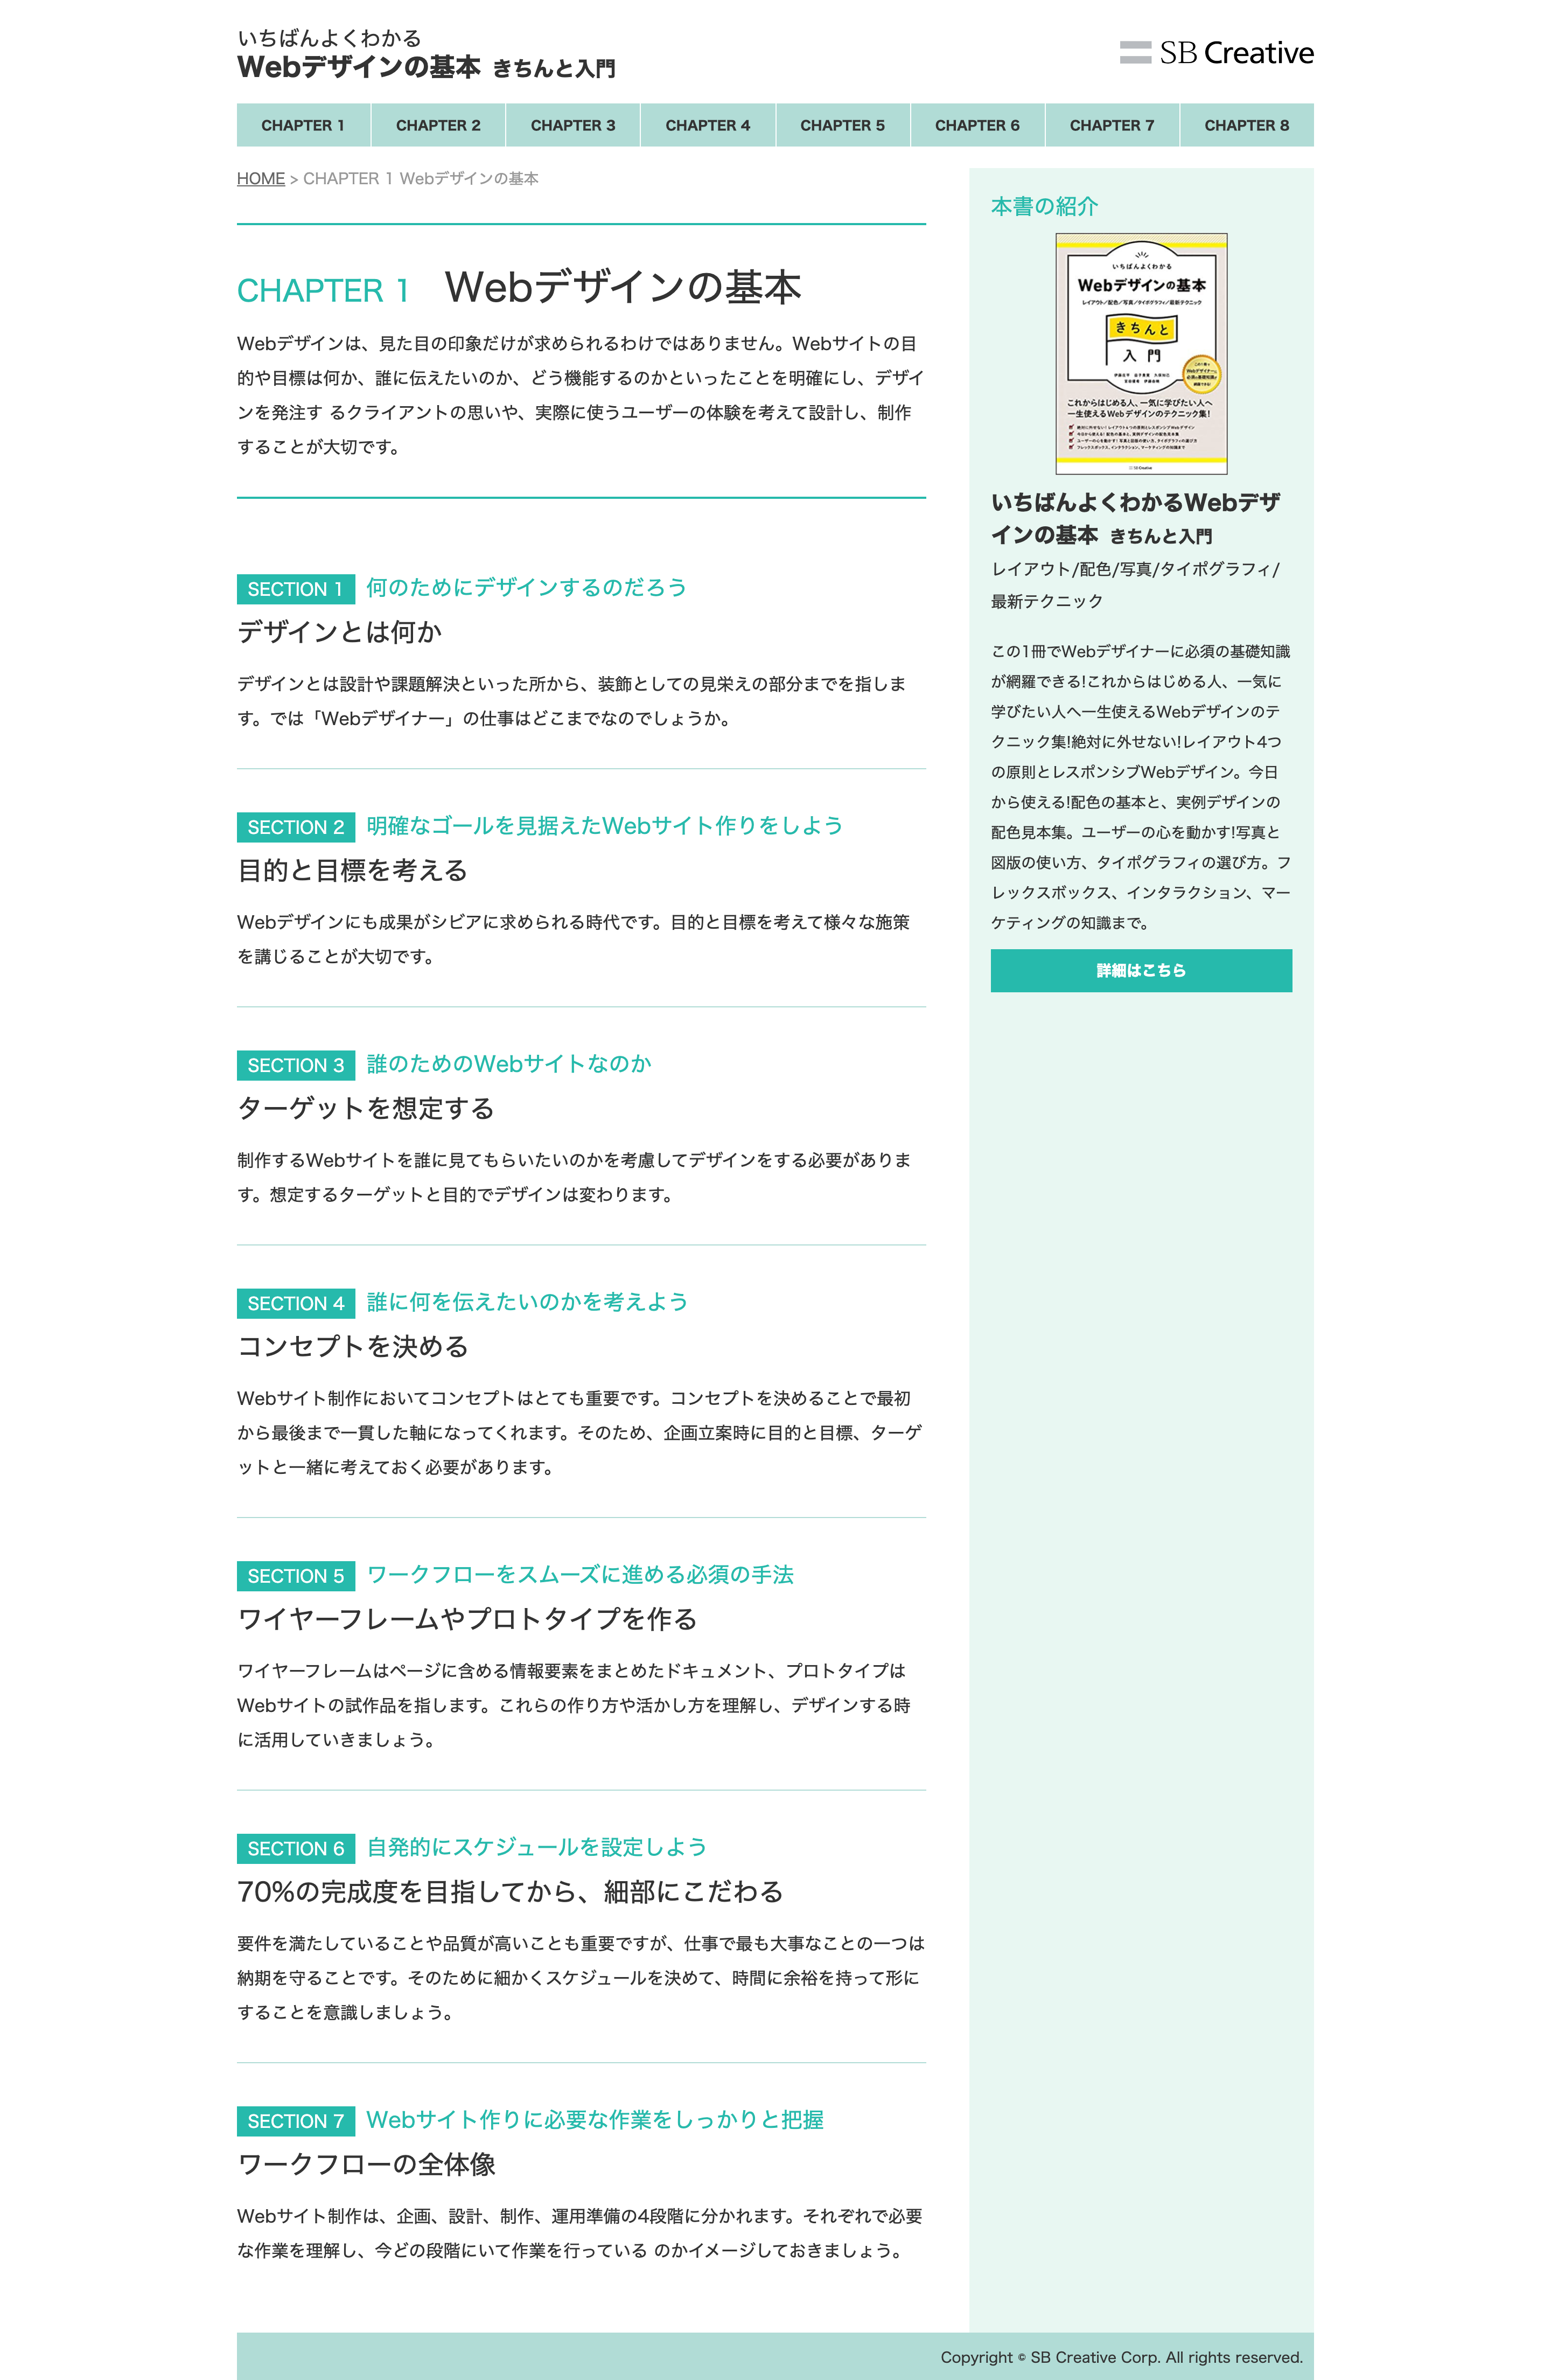 いちばんよくわかる
Webデザインの基本 きちんと入門
SB Creative
CHAPTER 1
CHAPTER 2
CHAPTER 3
CHAPTER 4
CHAPTER 5
CHAPTER 6
CHAPTER 7
CHAPTER 8
HOME > CHAPTER 1 Webデザインの基本
CHAPTER 1 Webデザインの基本
Webデザインは、見た目の印象だけが求められるわけではありません。Webサイトの目
的や目標は何か、誰に伝えたいのか、どう機能するのかといったことを明確にし、デザイ
ンを発注す るクライアントの思いや、実際に使うユーザーの体験を考えて設計し、制作
することが大切です。
SECTION 1 何のためにデザインするのだろう
デザインとは何か
デザインとは設計や課題解決といった所から、装飾としての見栄えの部分までを指しま
す。では「Webデザイナー」の仕事はどこまでなのでしょうか。
SECTION 2 明確なゴールを見据えたWebサイト作りをしよう
目的と目標を考える
Webデザインにも成果がシビアに求められる時代です。目的と目標を考えて様々な施策
を講じることが大切です。
SECTION 3 誰のためのWebサイトなのか
ターゲットを想定する
制作するWebサイトを誰に見てもらいたいのかを考慮してデザインをする必要がありま
す。想定するターゲットと目的でデザインは変わります。
SECTION 4 誰に何を伝えたいのかを考えよう
コンセプトを決める
Webサイト制作においてコンセプトはとても重要です。コンセプトを決めることで最初
から最後まで一貫した軸になってくれます。そのため、企画立案時に目的と目標、ターゲ
ットと一緒に考えておく必要があります。
SECTION 5 ワークフローをスムーズに進める必須の手法
ワイヤーフレームやプロトタイプを作る
ワイヤーフレームはページに含める情報要素をまとめたドキュメント、プロトタイプは
Webサイトの試作品を指します。これらの作り方や活かし方を理解し、デザインする時
に活用していきましょう。
SECTION 6 自発的にスケジュールを設定しよう
70%の完成度を目指してから、細部にこだわる
要件を満たしていることや品質が高いことも重要ですが、仕事で最も大事なことの一つは
納期を守ることです。そのために細かくスケジュールを決めて、時間に余裕を持って形に
することを意識しましょう。
SECTION 7 Webサイト作りに必要な作業をしっかりと把握
ワークフローの全体像
Webサイト制作は、企画、設計、制作、運用準備の4段階に分かれます。それぞれで必要
な作業を理解し、今どの段階にいて作業を行っている のかイメージしておきましょう。
本書の紹介
いちばんよくわかる
Webデザインの基本
レイアウト/配色/写真/タイポグラフィ/最新テクニック
きちんと
入門
これからはじめる人、一気に学びたい人へ
一生使えるWebデザインのテクニック集!
SB Creative
いちばんよくわかるWebデザ
インの基本 きちんと入門
レイアウト/配色/写真/タイポグラフィ/
最新テクニック
この1冊でWebデザイナーに必須の基礎知識
が網羅できる!これからはじめる人、一気に
学びたい人へ一生使えるWebデザインのテ
クニック集!絶対に外せない!レイアウト4つ
の原則とレスポンシブWebデザイン。今日
から使える!配色の基本と、実例デザインの
配色見本集。ユーザーの心を動かす!写真と
図版の使い方、タイポグラフィの選び方。フ
レックスボックス、インタラクション、マー
ケティングの知識まで。
詳細はこちら
Copyright © SB Creative Corp. All rights reserved.